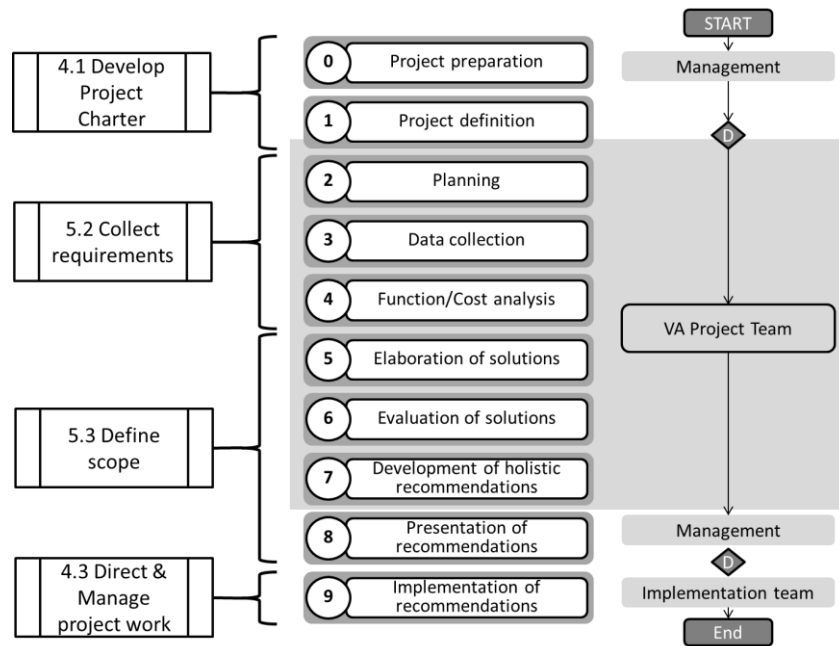 4.1 Develop
Project
Charter
5.2 Collect
requirements
5.3 Define
scope
4.3 Direct &
Manage
project work
0
Project preparation
1
Project definition
2
Planning
3
Data collection
4
Function/Cost analysis
5
Elaboration of solutions
6
Evaluation of solutions
7
Development of holistic
recommendations
8
Presentation of
recommendations
9
Implementation of
recommendations
START
Management
D
VA Project Team
Management
D
Implementation team
End